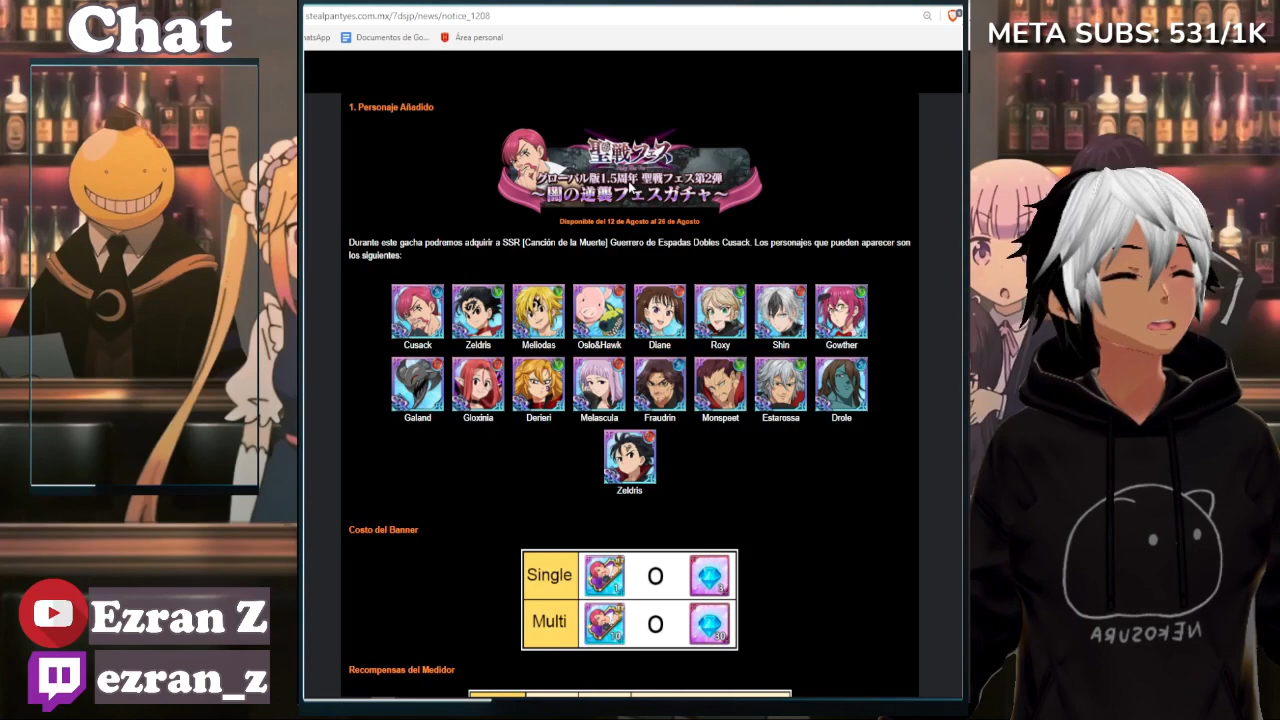 Chat
stealpantyes.com.mx/7dsjp/news/notice_1208
META SUBS: 531/1K
Documentos de Go...
Área personal
1. Personaje Añadido
聖戦フェス
グローバル版1.5周年 聖戦フェス第2弾
〜闇の逆襲フェスガチャ〜
Disponible del 12 de Agosto al 26 de Agosto
Durante este gacha podremos adquirir a SSR [Canción de la Muerte] Guerrero de Espadas Dobles Cusack. Los personajes que pueden aparecer son
los siguientes:
Cusack
Zeldris
Meliodas
Oslo&Hawk
Diane
Roxy
Shin
Gowther
Galand
Gloxinia
Derieri
Melascula
Fraudrin
Monspeet
Estarossa
Drole
Zeldris
Costo del Banner
Single
1
O
3
Multi
10
O
30
Recompensas del Medidor
Ezran Z
ezran_z
NEKOSURA